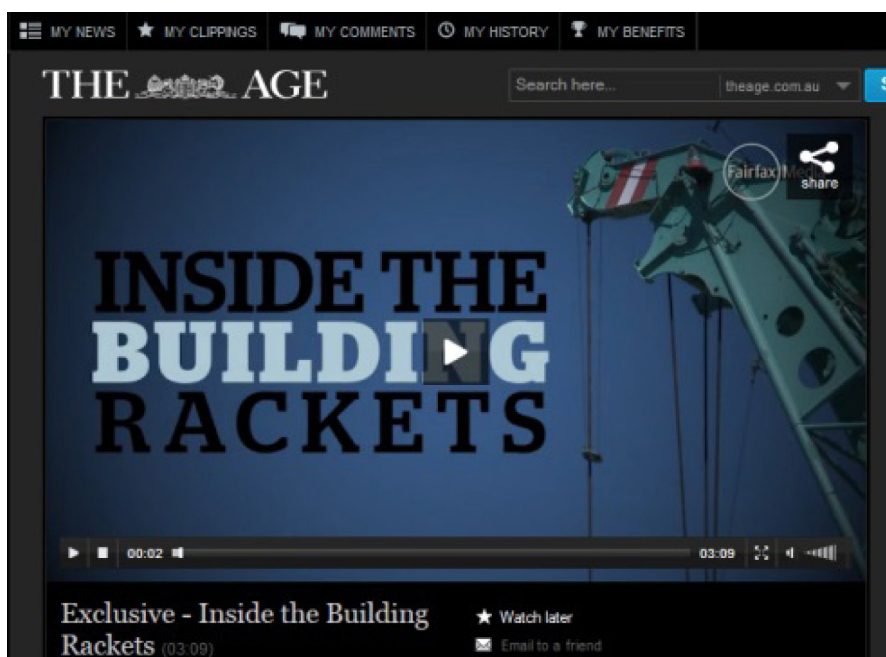 MY NEWS MY CLIPPINGS MY COMMENTS MY HISTORY MY BENEFITS
THE AGE Search here... theage.com.au
Fairfax Media
share
INSIDE THE
BUILDING
RACKETS
00:02 03:09
Exclusive - Inside the Building
Rackets (03:09)
Watch later
Email to a friend